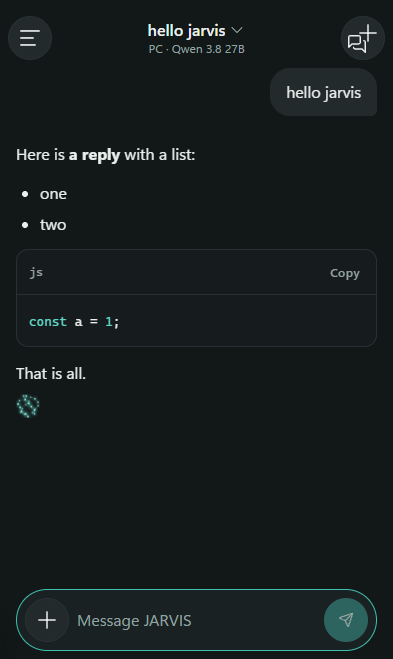 hello jarvis
PC · Qwen 3.8 27B
hello jarvis
Here is a reply with a list:
• one
• two
js Copy
const a = 1;
That is all.
Message JARVIS